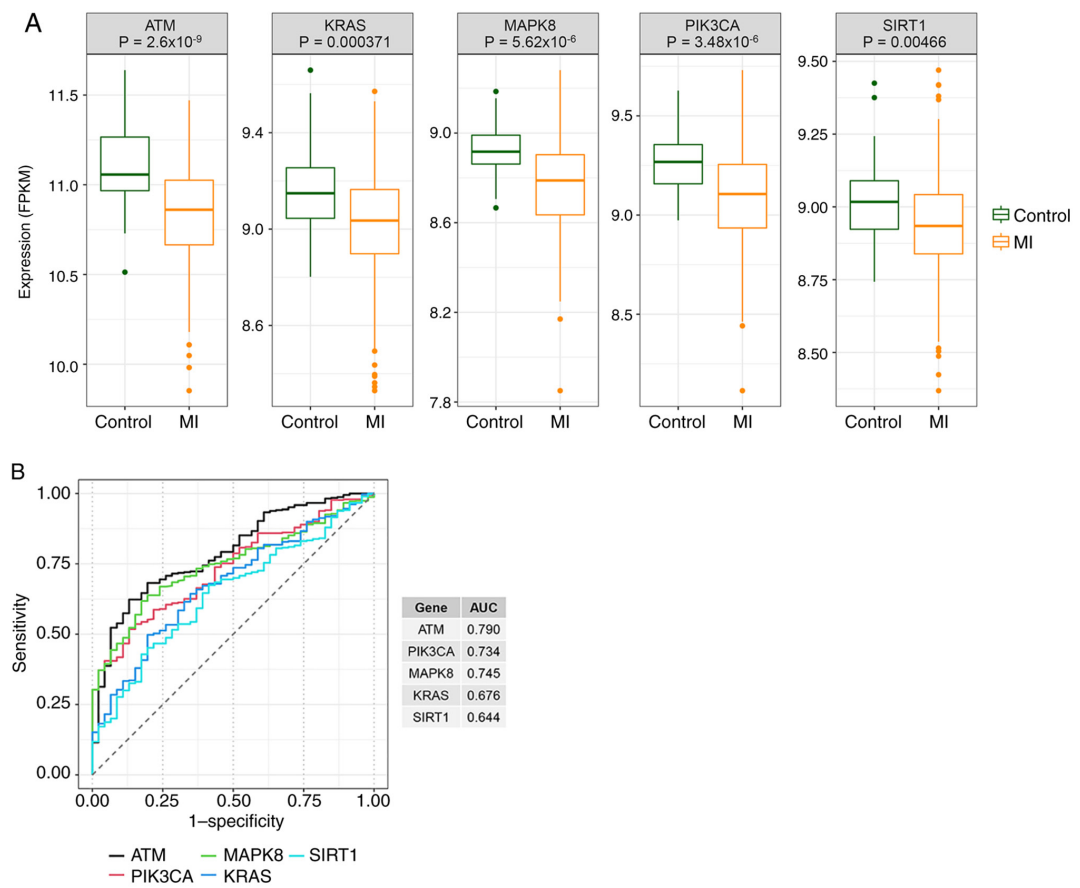 A
ATM
P = 2.6x10-9
KRAS
P = 0.000371
MAPK8
P = 5.62x10-6
PIK3CA
P = 3.48x10-6
SIRT1
P = 0.00466
Expression (FPKM)
11.5
11.0
10.5
10.0
9.4
9.0
8.6
9.0
8.6
8.2
7.8
9.5
9.0
8.5
9.50
9.25
9.00
8.75
8.50
Control MI
Control MI
Control MI
Control MI
Control MI
Control
MI
B
Sensitivity
1.00
0.75
0.50
0.25
0.00
0.00 0.25 0.50 0.75 1.00
1–specificity
Gene AUC
ATM 0.790
PIK3CA 0.734
MAPK8 0.745
KRAS 0.676
SIRT1 0.644
ATM MAPK8 SIRT1
PIK3CA KRAS